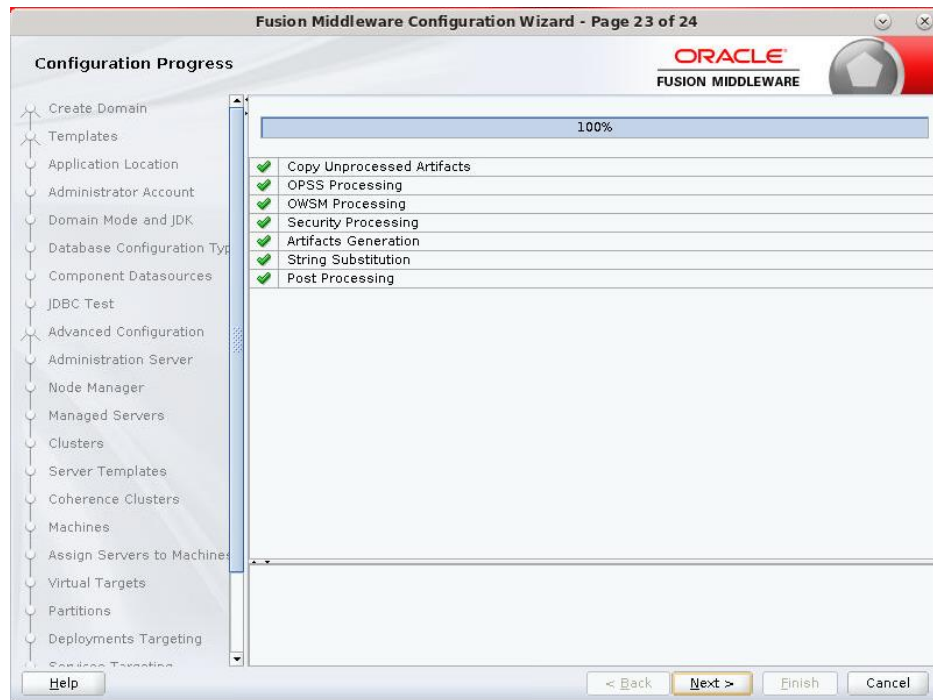 Fusion Middleware Configuration Wizard - Page 23 of 24
Configuration Progress
ORACLE
FUSION MIDDLEWARE
Create Domain
Templates
Application Location
Administrator Account
Domain Mode and JDK
Database Configuration Typ
Component Datasources
JDBC Test
Advanced Configuration
Administration Server
Node Manager
Managed Servers
Clusters
Server Templates
Coherence Clusters
Machines
Assign Servers to Machines
Virtual Targets
Partitions
Deployments Targeting
100%
Copy Unprocessed Artifacts
OPSS Processing
OWSM Processing
Security Processing
Artifacts Generation
String Substitution
Post Processing
Help
< Back
Next >
Finish
Cancel